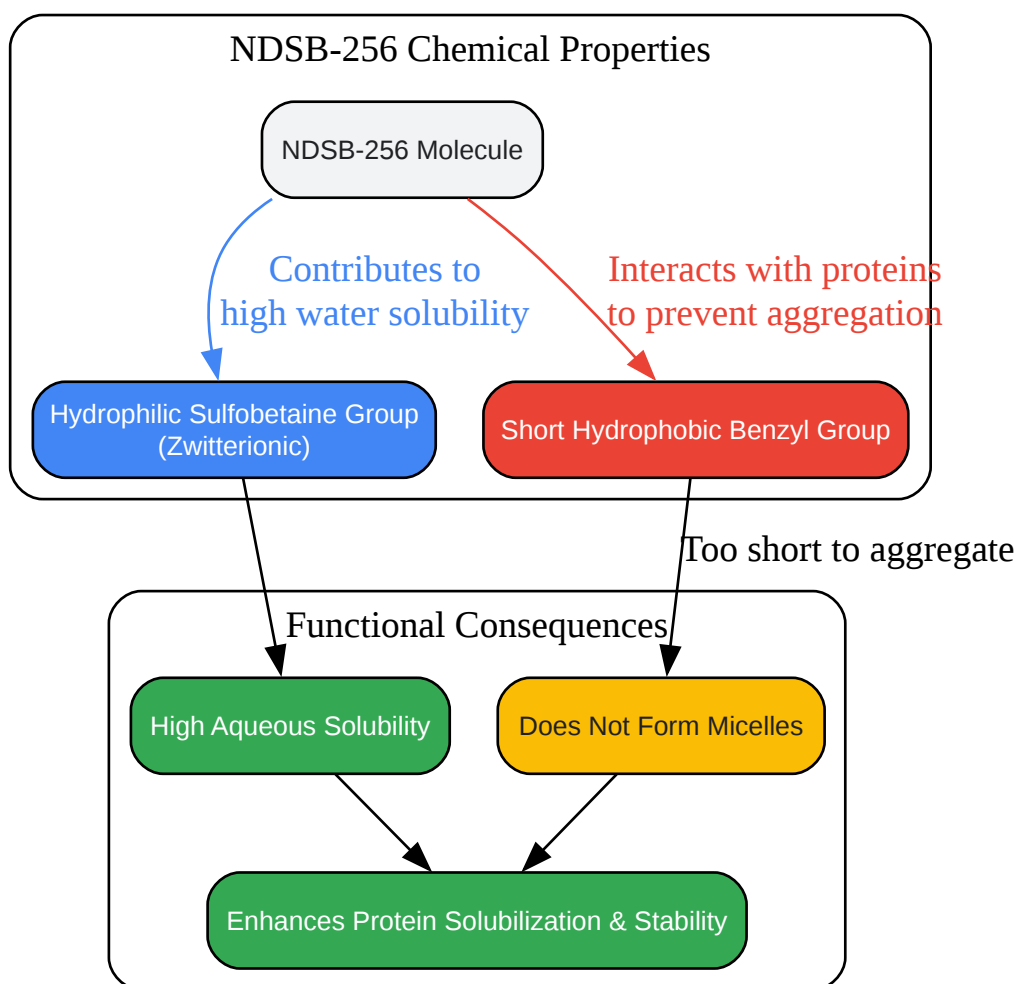 NDSB-256 Chemical Properties
NDSB-256 Molecule
Contributes to
high water solubility
Interacts with proteins
to prevent aggregation
Hydrophilic Sulfobetaine Group
(Zwitterionic)
Short Hydrophobic Benzyl Group
Too short to aggregate
Functional Consequences
High Aqueous Solubility
Does Not Form Micelles
Enhances Protein Solubilization & Stability